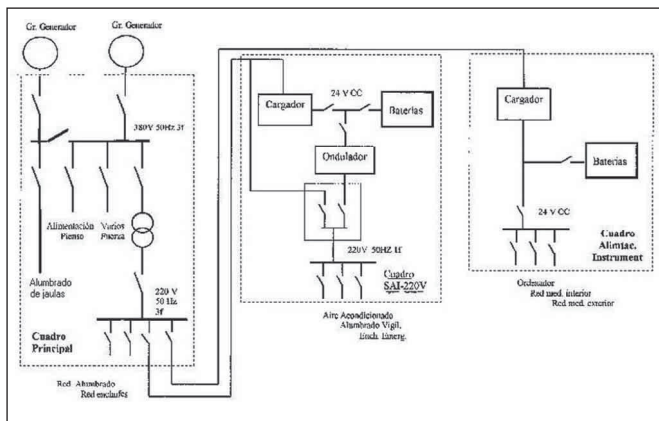 Gr. Generador
Gr. Generador
380V 50Hz 3f
Alimentación
Pienso
Varios
Fuerza
Alumbrado
de jaulas
220 V
50 Hz
3f
Cuadro
Principal
Red Alumbrado
Red enchufes
Cargador
24 V CC
Baterías
Ondulador
220V 50HZ 1f
Cuadro
SAI-220V
Aire Acondicionado
Alumbrado Vigil,
Ench. Emerg.
Cargador
Baterías
24 V CC
Cuadro
Alimtac.
Instrument
Ordenador
Red med. interior
Red med. exterior